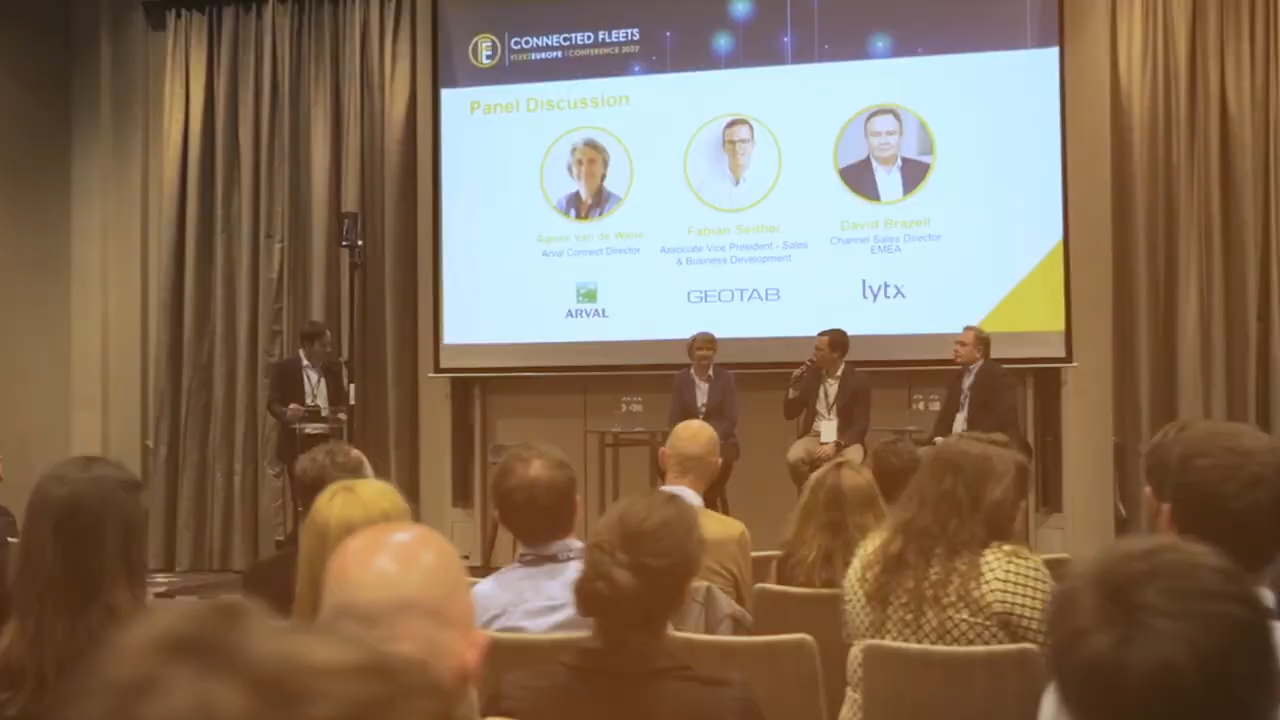 CONNECTED FLEETS
FLEETEUROPE | CONFERENCE 2022
Panel Discussion
Fabian Seithel
David Brazell
Arval Connect Director
Associate Vice President - Sales
& Business Development
Channel Sales Director
EMEA
ARVAL
GEOTAB
lytx